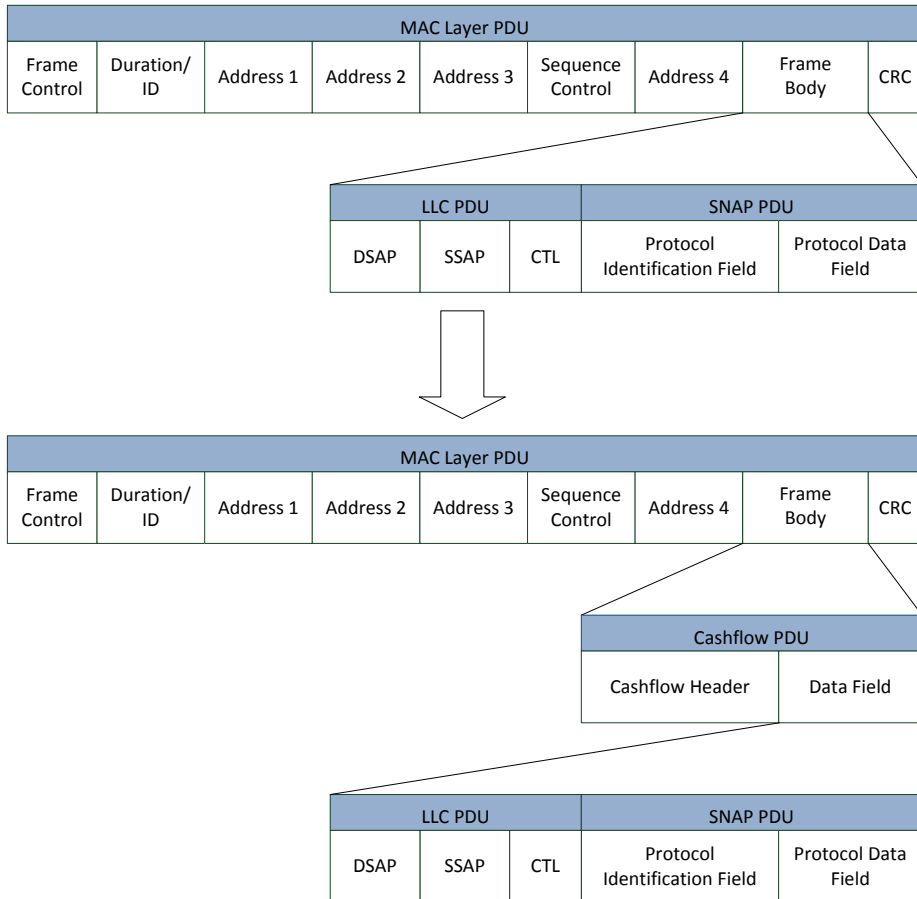 MAC Layer PDU
Frame Control
Duration/ ID
Address 1
Address 2
Address 3
Sequence Control
Address 4
Frame Body
CRC
LLC PDU
SNAP PDU
DSAP
SSAP
CTL
Protocol Identification Field
Protocol Data Field
MAC Layer PDU
Frame Control
Duration/ ID
Address 1
Address 2
Address 3
Sequence Control
Address 4
Frame Body
CRC
Cashflow PDU
Cashflow Header
Data Field
LLC PDU
SNAP PDU
DSAP
SSAP
CTL
Protocol Identification Field
Protocol Data Field